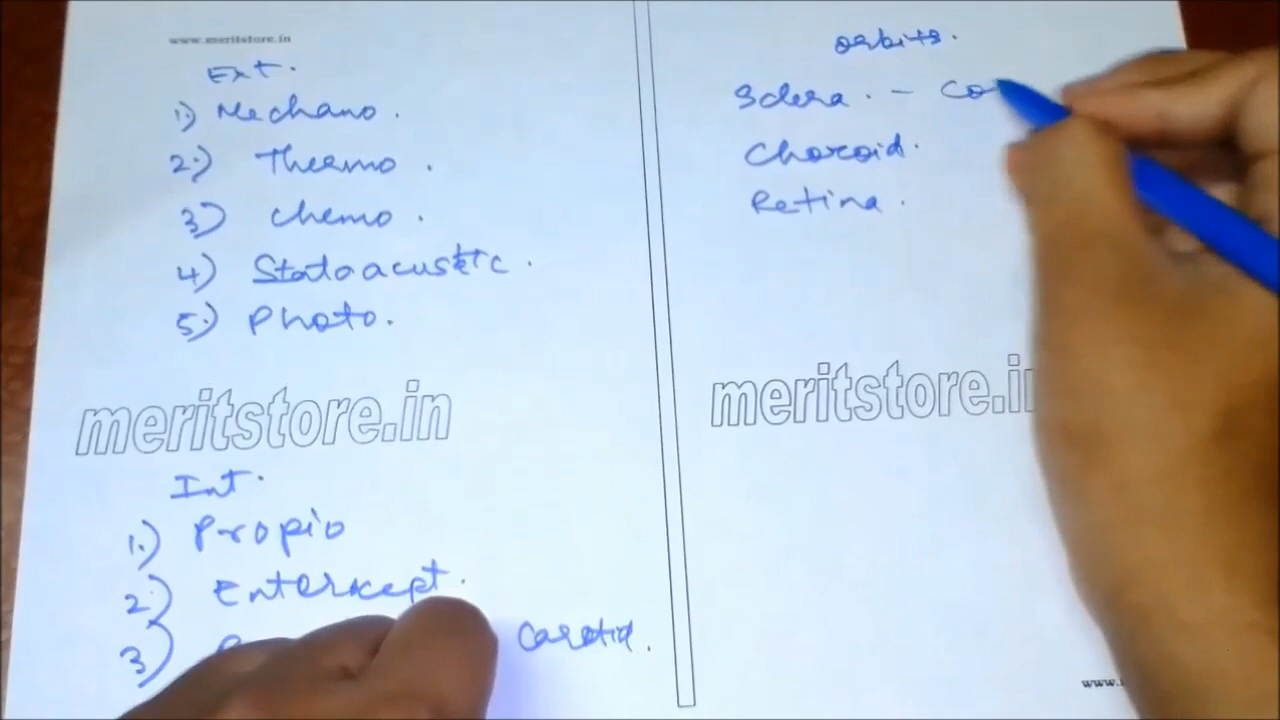 www.meritstore.in
Ext.
1) Mechano.
2.) Thermo.
3) chemo.
4) Statoacustic.
5.) Photo.
meritstore.in
Int.
1.) Propio
2.) Enterocept.
3) carotid.
orbits.
Sclera. - Co
Choroid.
Retina.
meritstore.in
www.